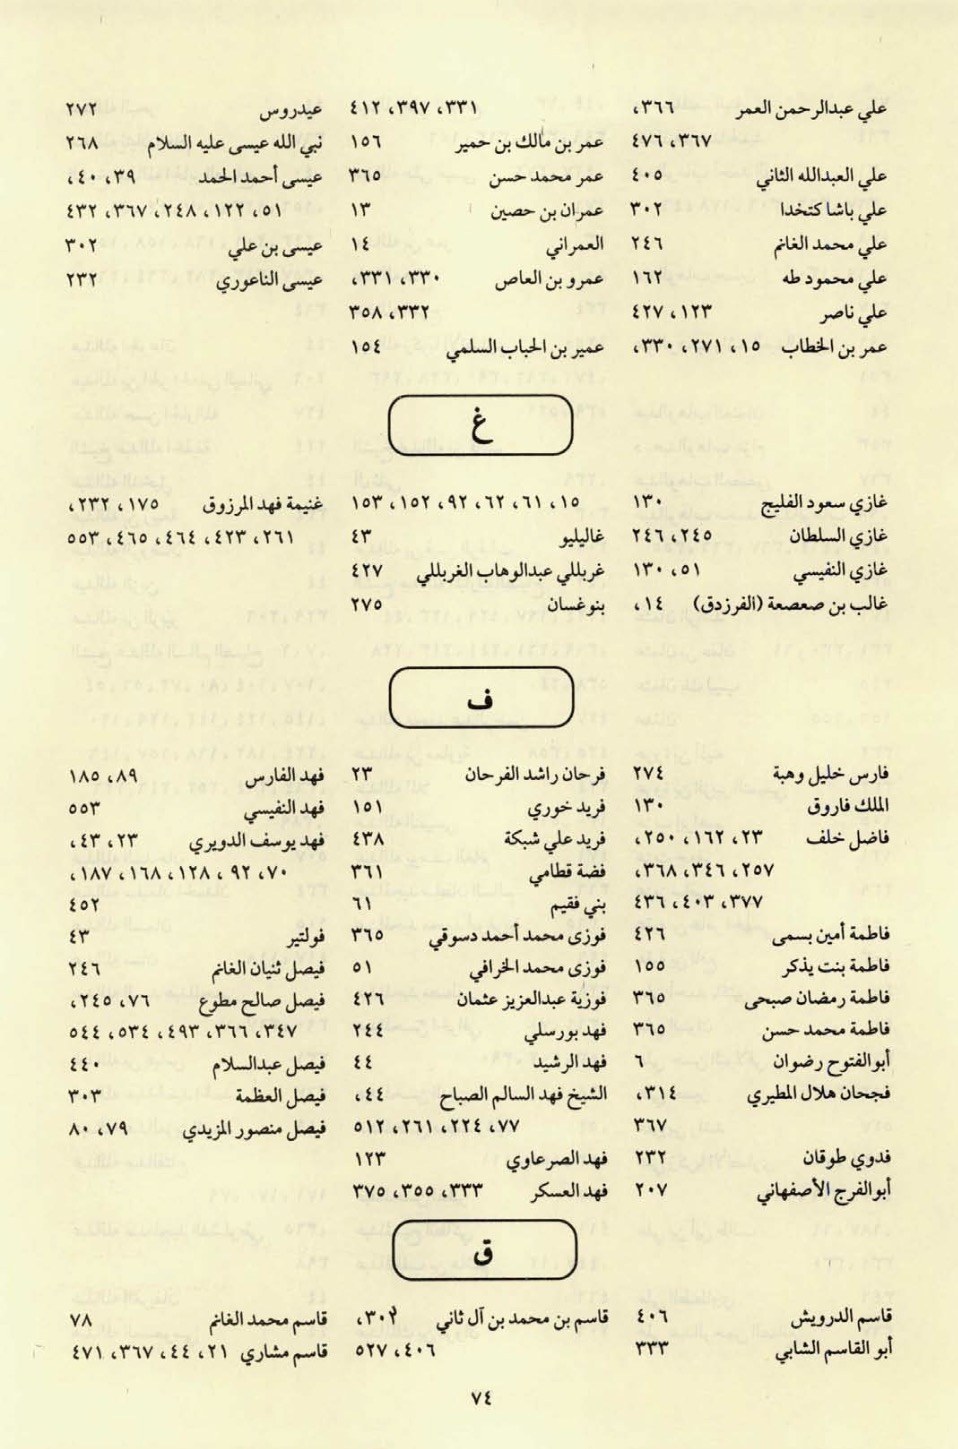 علي عبدالرحمن العمر ٣٦٦،
٣٦٧، ٤٧٦
علي العبدالله الثاني ٤٠٥
علي باشا كتخدا ٣٠٢
علي محمد الغانم ٢٤٦
علي محمود طه ١٦٢
علي ناصر ١٢٣، ٤٢٧
عمر بن الخطاب ١٥، ٢٧١، ٣٣٠،
٣٣١، ٣٩٧، ٤١٢
عمر بن مالك بن حمير ١٥٦
عمر محمد حسن ٣٦٥
عمران بن حصين ١٣
العمراني ١٤
عمرو بن العاص ٣٣٠، ٣٣١،
٣٣٢، ٣٥٨
عمير بن الحباب السلمي ١٥٤
عيدروس ٢٧٢
نبي الله عيسى عليه السلام ٢٦٨
عيسى أحمد الحمد ٣٩، ٤٠،
٥١، ١٢٢، ٢٤٨، ٣٦٧، ٤٣٢
عيسى بن علي ٣٠٢
عيسى الناعوري ٢٣٢
غ
غازي سعود الفليج ١٣٠
غازي السلطان ٢٤٥، ٢٤٦
غازي النفيسي ٥١، ١٣٠
غالب بن صعصعة (الفرزدق) ١٤،
١٥، ٦١، ٦٢، ٩٢، ١٥٢، ١٥٣
غاليليو ٤٣
غربللي عبدالوهاب الغربللي ٤٢٧
بنوغسان ٢٧٥
غنيمة فهد المرزوق ١٧٥، ٢٣٢،
٢٦١، ٤٢٣، ٤٦٤، ٤٦٥، ٥٥٣
ف
فارس خليل وهبة ٢٧٤
الملك فاروق ١٣٠
فاضل خلف ٢٣، ١٦٢، ٢٥٠،
٢٥٧، ٣٤٦، ٣٦٨،
٣٧٧، ٤٠٣، ٤٣٦
فاطمة أمين بسمى ٤٢٦
فاطمة بنت يذكر ١٥٥
فاطمة رمضان صبحى ٣٦٥
فاطمة محمد حسن ٣٦٥
أبوالفتوح رضوان ٦
فجحان هلال المطيري ٣١٤،
٣٦٧
فدوي طوقان ٢٣٢
أبوالفرج الأصفهاني ٢٠٧
فرحان راشد الفرحان ٢٣
فريد خوري ١٥١
فريد علي شبكة ٤٣٨
فضة قطامي ٣٦١
بني فقيم ٦١
فوزى محمد أحمد دسوقي ٣٦٥
فوزى محمد الخرافي ٥١
فوزية عبدالعزيز عثمان ٤٢٦
فهد بورسلي ٢٤٤
فهد الرشيد ٤٤
الشيخ فهد السالم الصباح ٤٤،
٧٧، ٢٢٤، ٢٦١، ٥١٢
فهد الصرعاوي ١٢٣
فهد العسكر ٣٣٣، ٣٥٥، ٣٧٥
فهد الفارس ٨٩، ١٨٥
فهد النفيسي ٥٥٣
فهد يوسف الدويري ٢٣، ٤٣،
٧٠، ٩٢، ١٢٨، ١٦٨، ١٨٧،
٤٥٢
فولتير ٤٣
فيصل ثنيان الغانم ٢٤٦
فيصل صالح مطوع ٧٦، ٢٤٥،
٣٤٧، ٣٦٦، ٤٩٣، ٥٣٤، ٥٤٤
فيصل عبدالسلام ٤٤٠
فيصل العظمة ٣٠٣
فيصل منصور المزيدي ٧٩، ٨٠
ق
قاسم الدرويش ٤٠٦
أبو القاسم الشابي ٣٣٣
قاسم بن محمد بن آل ثاني ٣٠٢،
٤٠٦، ٥٢٧
قاسم محمد الغانم ٧٨
قاسم مشاري ٢١، ٤٤، ٣٦٧، ٤٧١
٧٤